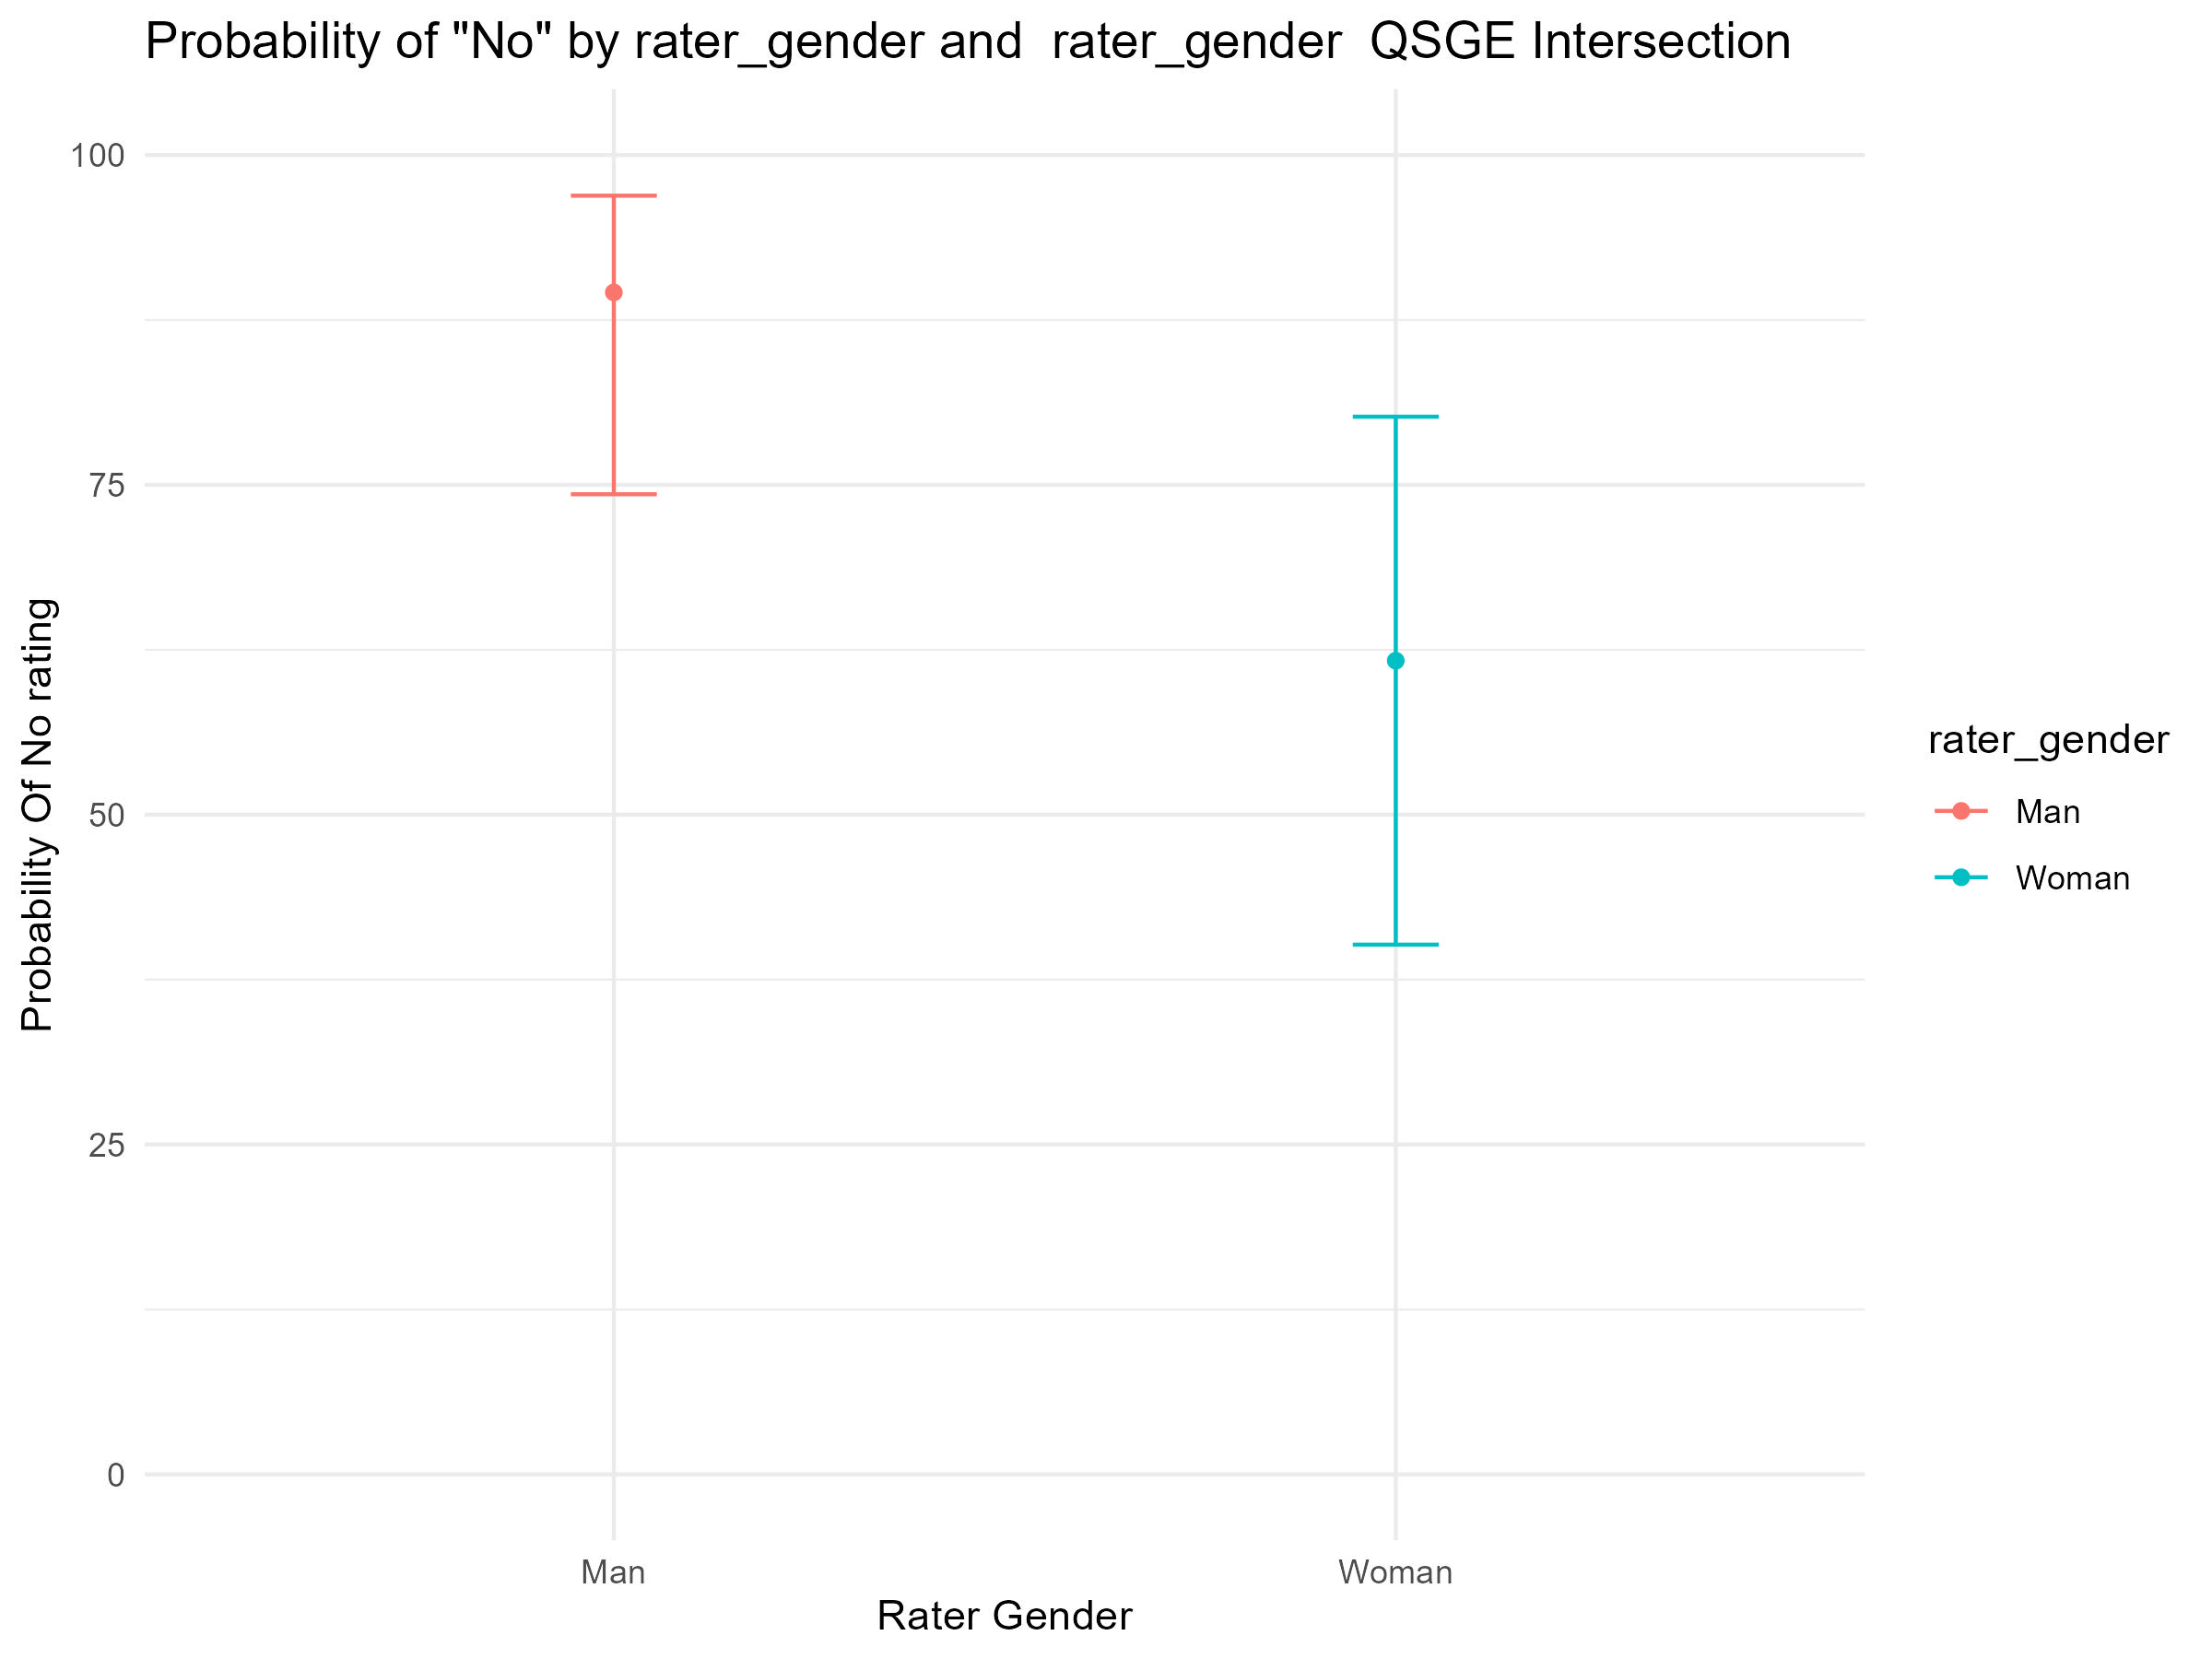 Probability of "No" by rater_gender and  rater_gender  QSGE Intersection
100
75
50
25
0
Probability Of No rating
Man
Woman
Rater Gender
rater_gender
Man
Woman